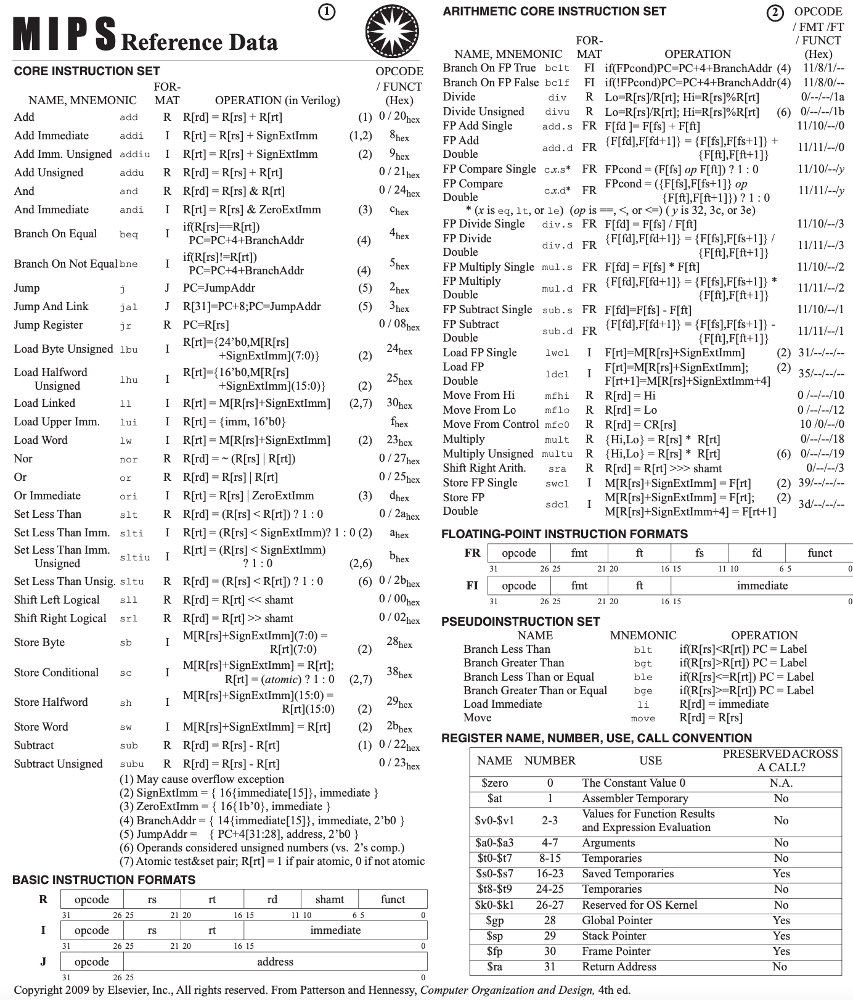 MIPS Reference Data
①
CORE INSTRUCTION SET OPCODE
FOR- / FUNCT
NAME, MNEMONIC MAT OPERATION (in Verilog) (Hex)
Add add R R[rd] = R[rs] + R[rt] (1) 0 / 20hex
Add Immediate addi I R[rt] = R[rs] + SignExtImm (1,2) 8hex
Add Imm. Unsigned addiu I R[rt] = R[rs] + SignExtImm (2) 9hex
Add Unsigned addu R R[rd] = R[rs] + R[rt] 0 / 21hex
And and R R[rd] = R[rs] & R[rt] 0 / 24hex
And Immediate andi I R[rt] = R[rs] & ZeroExtImm (3) chex
Branch On Equal beq I if(R[rs]==R[rt]) 4hex
PC=PC+4+BranchAddr (4)
Branch On Not Equal bne I if(R[rs]!=R[rt]) 5hex
PC=PC+4+BranchAddr (4)
Jump j J PC=JumpAddr (5) 2hex
Jump And Link jal J R[31]=PC+8;PC=JumpAddr (5) 3hex
Jump Register jr R PC=R[rs] 0 / 08hex
Load Byte Unsigned lbu I R[rt]={24’b0,M[R[rs] 24hex
+SignExtImm](7:0)} (2)
Load Halfword lhu I R[rt]={16’b0,M[R[rs] 25hex
Unsigned +SignExtImm](15:0)} (2)
Load Linked ll I R[rt] = M[R[rs]+SignExtImm] (2,7) 30hex
Load Upper Imm. lui I R[rt] = {imm, 16’b0} fhex
Load Word lw I R[rt] = M[R[rs]+SignExtImm] (2) 23hex
Nor nor R R[rd] = ~ (R[rs] | R[rt]) 0 / 27hex
Or or R R[rd] = R[rs] | R[rt] 0 / 25hex
Or Immediate ori I R[rt] = R[rs] | ZeroExtImm (3) dhex
Set Less Than slt R R[rd] = (R[rs] < R[rt]) ? 1 : 0 0 / 2ahex
Set Less Than Imm. slti I R[rt] = (R[rs] < SignExtImm)? 1 : 0 (2) ahex
Set Less Than Imm. sltiu I R[rt] = (R[rs] < SignExtImm) bhex
Unsigned ? 1 : 0 (2,6)
Set Less Than Unsig. sltu R R[rd] = (R[rs] < R[rt]) ? 1 : 0 (6) 0 / 2bhex
Shift Left Logical sll R R[rd] = R[rt] << shamt 0 / 00hex
Shift Right Logical srl R R[rd] = R[rt] >> shamt 0 / 02hex
Store Byte sb I M[R[rs]+SignExtImm](7:0) = 28hex
R[rt](7:0) (2)
Store Conditional sc I M[R[rs]+SignExtImm] = R[rt]; 38hex
R[rt] = (atomic) ? 1 : 0 (2,7)
Store Halfword sh I M[R[rs]+SignExtImm](15:0) = 29hex
R[rt](15:0) (2)
Store Word sw I M[R[rs]+SignExtImm] = R[rt] (2) 2bhex
Subtract sub R R[rd] = R[rs] - R[rt] (1) 0 / 22hex
Subtract Unsigned subu R R[rd] = R[rs] - R[rt] 0 / 23hex
(1) May cause overflow exception
(2) SignExtImm = { 16{immediate[15]}, immediate }
(3) ZeroExtImm = { 16{1b’0}, immediate }
(4) BranchAddr = { 14{immediate[15]}, immediate, 2’b0 }
(5) JumpAddr = { PC+4[31:28], address, 2’b0 }
(6) Operands considered unsigned numbers (vs. 2’s comp.)
(7) Atomic test&set pair; R[rt] = 1 if pair atomic, 0 if not atomic
BASIC INSTRUCTION FORMATS
R opcode rs rt rd shamt funct
31 26 25 21 20 16 15 11 10 6 5 0
I opcode rs rt immediate
31 26 25 21 20 16 15 0
J opcode address
31 26 25 0
ARITHMETIC CORE INSTRUCTION SET ② OPCODE
/ FMT /FT
FOR- / FUNCT
NAME, MNEMONIC MAT OPERATION (Hex)
Branch On FP True bc1t FI if(FPcond)PC=PC+4+BranchAddr (4) 11/8/1/--
Branch On FP False bc1f FI if(!FPcond)PC=PC+4+BranchAddr(4) 11/8/0/--
Divide div R Lo=R[rs]/R[rt]; Hi=R[rs]%R[rt] 0/--/--/1a
Divide Unsigned divu R Lo=R[rs]/R[rt]; Hi=R[rs]%R[rt] (6) 0/--/--/1b
FP Add Single add.s FR F[fd ]= F[fs] + F[ft] 11/10/--/0
FP Add add.d FR {F[fd],F[fd+1]} = {F[fs],F[fs+1]} + 11/11/--/0
Double {F[ft],F[ft+1]}
FP Compare Single c.x.s* FR FPcond = (F[fs] op F[ft]) ? 1 : 0 11/10/--/y
FP Compare c.x.d* FR FPcond = ({F[fs],F[fs+1]} op 11/11/--/y
Double {F[ft],F[ft+1]}) ? 1 : 0
* (x is eq, lt, or le) (op is ==, <, or <=) ( y is 32, 3c, or 3e)
FP Divide Single div.s FR F[fd] = F[fs] / F[ft] 11/10/--/3
FP Divide div.d FR {F[fd],F[fd+1]} = {F[fs],F[fs+1]} / 11/11/--/3
Double {F[ft],F[ft+1]}
FP Multiply Single mul.s FR F[fd] = F[fs] * F[ft] 11/10/--/2
FP Multiply mul.d FR {F[fd],F[fd+1]} = {F[fs],F[fs+1]} * 11/11/--/2
Double {F[ft],F[ft+1]}
FP Subtract Single sub.s FR F[fd]=F[fs] - F[ft] 11/10/--/1
FP Subtract sub.d FR {F[fd],F[fd+1]} = {F[fs],F[fs+1]} - 11/11/--/1
Double {F[ft],F[ft+1]}
Load FP Single lwc1 I F[rt]=M[R[rs]+SignExtImm] (2) 31/--/--/--
Load FP ldc1 I F[rt]=M[R[rs]+SignExtImm]; (2) 35/--/--/--
Double F[rt+1]=M[R[rs]+SignExtImm+4]
Move From Hi mfhi R R[rd] = Hi 0 /--/--/10
Move From Lo mflo R R[rd] = Lo 0 /--/--/12
Move From Control mfc0 R R[rd] = CR[rs] 10 /0/--/0
Multiply mult R {Hi,Lo} = R[rs] * R[rt] 0/--/--/18
Multiply Unsigned multu R {Hi,Lo} = R[rs] * R[rt] (6) 0/--/--/19
Shift Right Arith. sra R R[rd] = R[rt] >>> shamt 0/--/--/3
Store FP Single swc1 I M[R[rs]+SignExtImm] = F[rt] (2) 39/--/--/--
Store FP sdc1 I M[R[rs]+SignExtImm] = F[rt]; (2) 3d/--/--/--
Double M[R[rs]+SignExtImm+4] = F[rt+1]
FLOATING-POINT INSTRUCTION FORMATS
FR opcode fmt ft fs fd funct
31 26 25 21 20 16 15 11 10 6 5 0
FI opcode fmt ft immediate
31 26 25 21 20 16 15 0
PSEUDOINSTRUCTION SET
NAME MNEMONIC OPERATION
Branch Less Than blt if(R[rs]<R[rt]) PC = Label
Branch Greater Than bgt if(R[rs]>R[rt]) PC = Label
Branch Less Than or Equal ble if(R[rs]<=R[rt]) PC = Label
Branch Greater Than or Equal bge if(R[rs]>=R[rt]) PC = Label
Load Immediate li R[rd] = immediate
Move move R[rd] = R[rs]
REGISTER NAME, NUMBER, USE, CALL CONVENTION
NAME NUMBER USE PRESERVED ACROSS
A CALL?
$zero 0 The Constant Value 0 N.A.
$at 1 Assembler Temporary No
$v0-$v1 2-3 Values for Function Results No
and Expression Evaluation
$a0-$a3 4-7 Arguments No
$t0-$t7 8-15 Temporaries No
$s0-$s7 16-23 Saved Temporaries Yes
$t8-$t9 24-25 Temporaries No
$k0-$k1 26-27 Reserved for OS Kernel No
$gp 28 Global Pointer Yes
$sp 29 Stack Pointer Yes
$fp 30 Frame Pointer Yes
$ra 31 Return Address No
Copyright 2009 by Elsevier, Inc., All rights reserved. From Patterson and Hennessy, Computer Organization and Design, 4th ed.